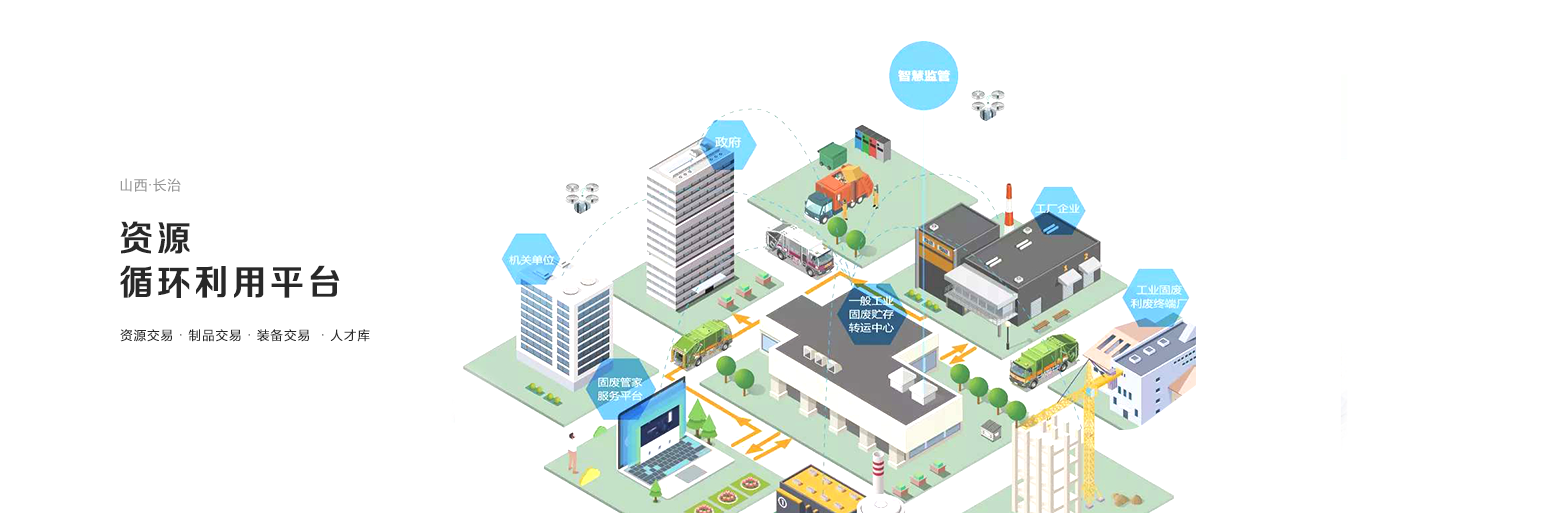 山西·长治
资源
循环利用平台
资源交易 · 制品交易 · 装备交易 · 人才库
智慧监管
政府
工厂企业
机关单位
工业固废
利废终端厂
一般工业
固废贮存
转运中心
固废管家
服务平台
1
2